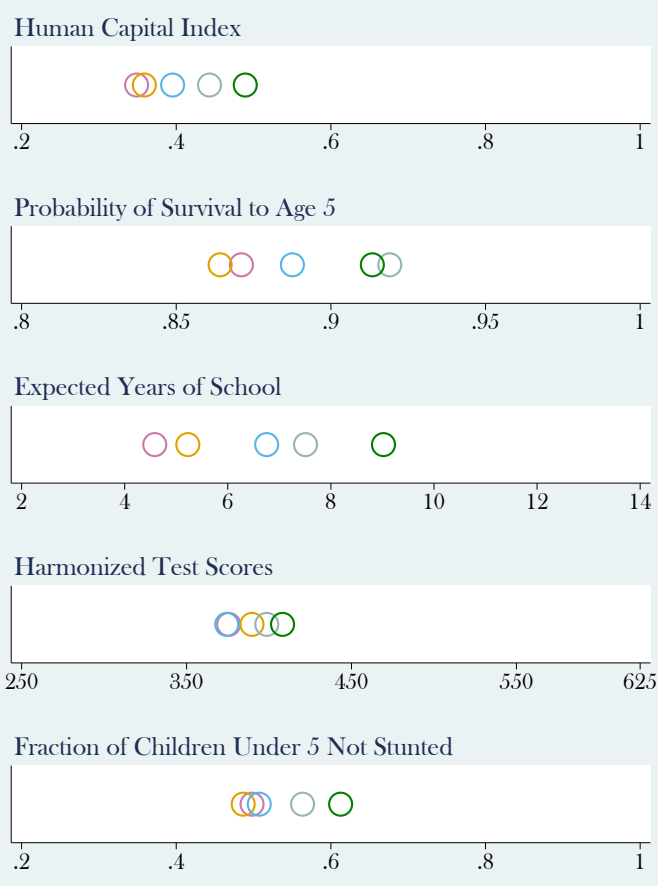 Human Capital Index
.2 .4 .6 .8 1
Probability of Survival to Age 5
.8 .85 .9 .95 1
Expected Years of School
2 4 6 8 10 12 14
Harmonized Test Scores
250 350 450 550 625
Fraction of Children Under 5 Not Stunted
.2 .4 .6 .8 1